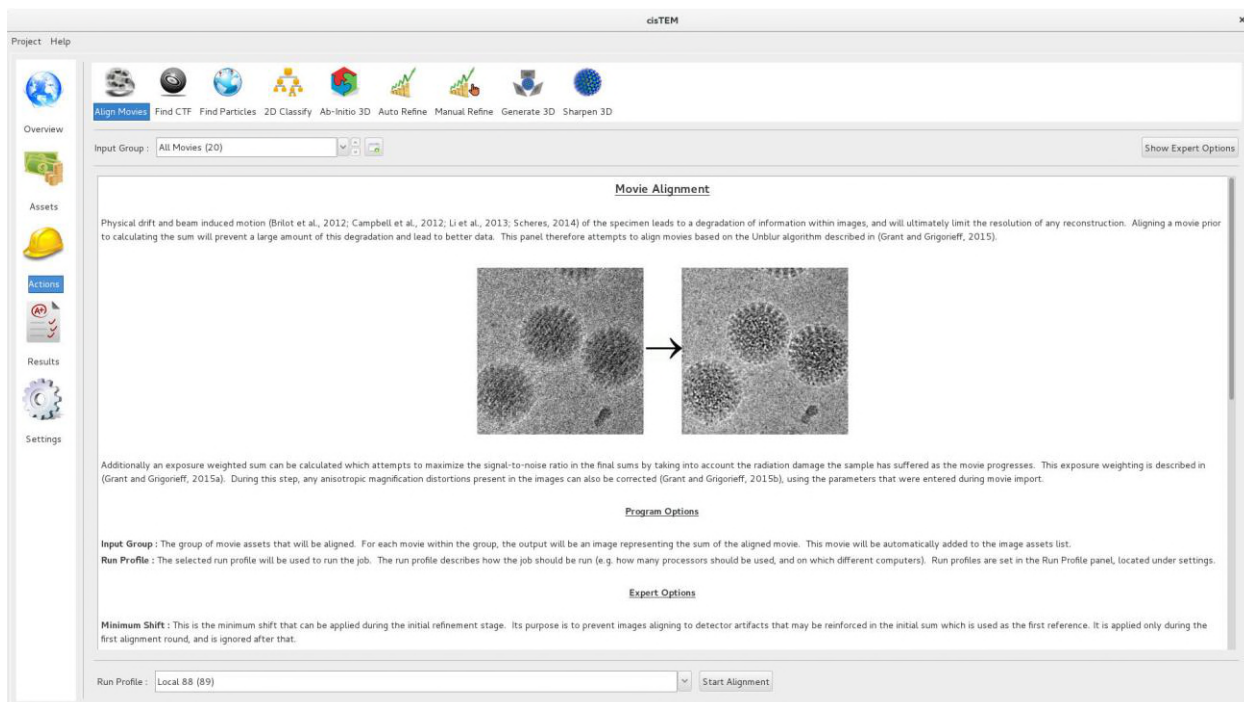 cisTEM
×
Project Help
Overview
Assets
Actions
Results
Settings
Align Movies Find CTF Find Particles 2D Classify Ab-Initio 3D Auto Refine Manual Refine Generate 3D Sharpen 3D
Input Group : All Movies (20)
Show Expert Options
Movie Alignment
Physical drift and beam induced motion (Brilot et al., 2012; Campbell et al., 2012; Li et al., 2013; Scheres, 2014) of the specimen leads to a degradation of information within images, and will ultimately limit the resolution of any reconstruction. Aligning a movie prior
to calculating the sum will prevent a large amount of this degradation and lead to better data. This panel therefore attempts to align movies based on the Unblur algorithm described in (Grant and Grigorieff, 2015).
Additionally an exposure weighted sum can be calculated which attempts to maximize the signal-to-noise ratio in the final sums by taking into account the radiation damage the sample has suffered as the movie progresses. This exposure weighting is described in
(Grant and Grigorieff, 2015a). During this step, any anisotropic magnification distortions present in the images can also be corrected (Grant and Grigorieff, 2015b), using the parameters that were entered during movie import.
Program Options
Input Group : The group of movie assets that will be aligned. For each movie within the group, the output will be an image representing the sum of the aligned movie. This movie will be automatically added to the image assets list.
Run Profile : The selected run profile will be used to run the job. The run profile describes how the job should be run (e.g. how many processors should be used, and on which different computers). Run profiles are set in the Run Profile panel, located under settings.
Expert Options
Minimum Shift : This is the minimum shift that can be applied during the initial refinement stage. Its purpose is to prevent images aligning to detector artifacts that may be reinforced in the initial sum which is used as the first reference. It is applied only during the
first alignment round, and is ignored after that.
Run Profile : Local 88 (89)
Start Alignment
A+